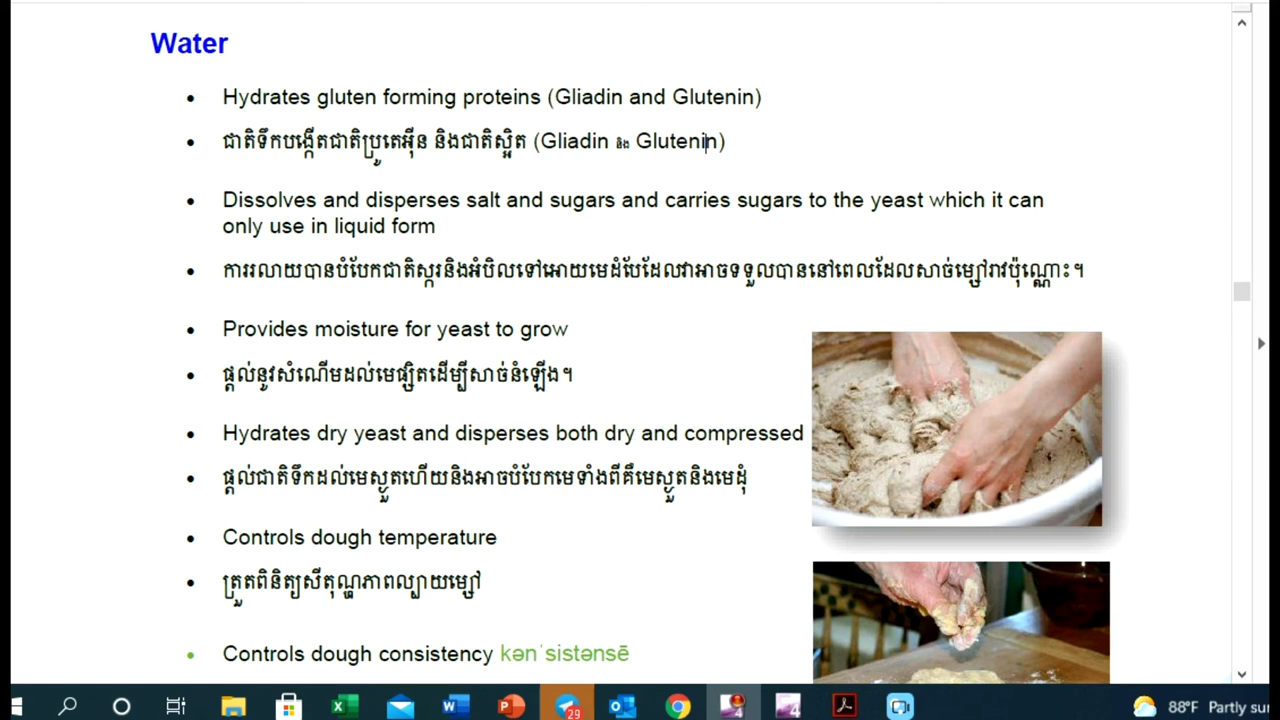 Water
Hydrates gluten forming proteins (Gliadin and Glutenin)
ជាតិទឹកបង្កើតជាតិប្រូតេអ៊ីន និងជាតិស្អិត (Gliadin និង Glutenin)
Dissolves and disperses salt and sugars and carries sugars to the yeast which it can
only use in liquid form
ការរលាយបានបំបែកជាតិស្ករនិងអំបិលទៅអោយមេដំបែដែលវាអាចទទួលបាននៅពេលដែលសាច់ម្សៅរាវប៉ុណ្ណោះ។
Provides moisture for yeast to grow
ផ្តល់នូវសំណើមដល់មេផ្សិតដើម្បីសាច់នំឡើង។
Hydrates dry yeast and disperses both dry and compressed
ផ្តល់ជាតិទឹកដល់មេស្ងួតហើយនិងអាចបំបែកមេទាំងពីគឺមេស្ងួតនិងមេដុំ
Controls dough temperature
ត្រួតពិនិត្យសីតុណ្ហភាពល្បាយម្សៅ
Controls dough consistency kənˈsistənsē
29
4
4
88°F Partly sun